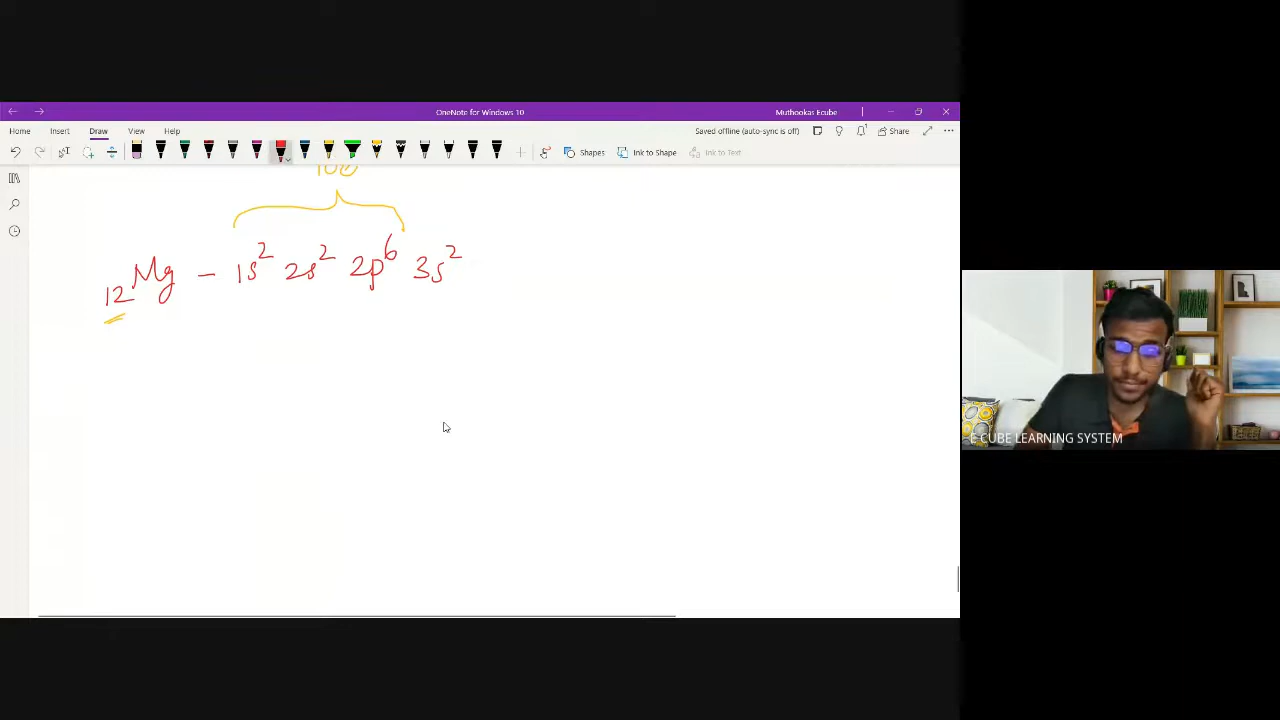 OneNote for Windows 10
Muthookas Ecube
Home Insert Draw View Help
Saved offline (auto-sync is off)
Share
Shapes
Ink to Shape
Ink to Text
₁₂Mg – 1s² 2s² 2p⁶ 3s²
E CUBE LEARNING SYSTEM